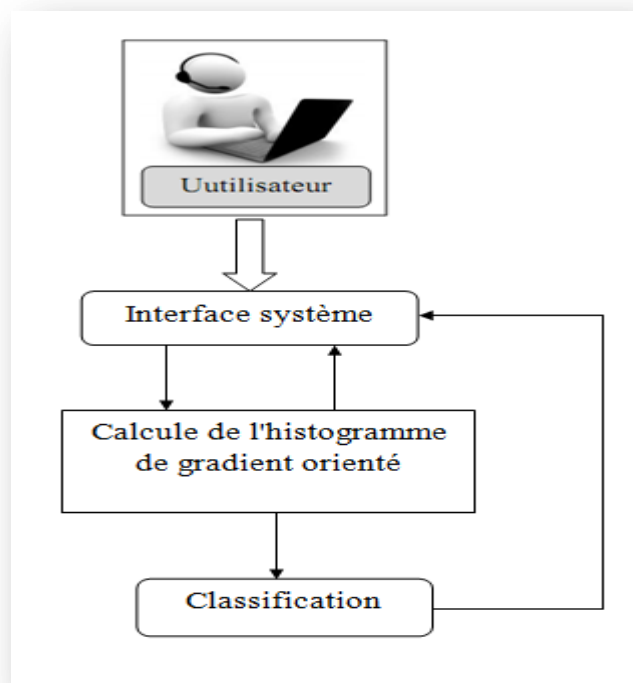 Uutilisateur
Interface système
Calcule de l'histogramme
de gradient orienté
Classification